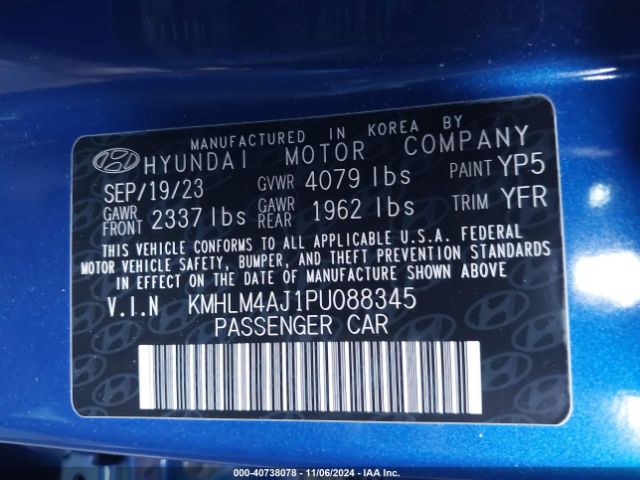 MANUFACTURED IN KOREA BY
HYUNDAI MOTOR COMPANY
SEP/19/23 GVWR 4079 lbs PAINT YP5
GAWR FRONT 2337 lbs GAWR REAR 1962 lbs TRIM YFR
THIS VEHICLE CONFORMS TO ALL APPLICABLE U.S.A. FEDERAL
MOTOR VEHICLE SAFETY, BUMPER, AND THEFT PREVENTION STANDARDS
IN EFFECT ON THE DATE OF MANUFACTURE SHOWN ABOVE.
V.I.N KMHLM4AJ1PU088345
PASSENGER CAR
000-40738078 - 11/06/2024 - IAA Inc.